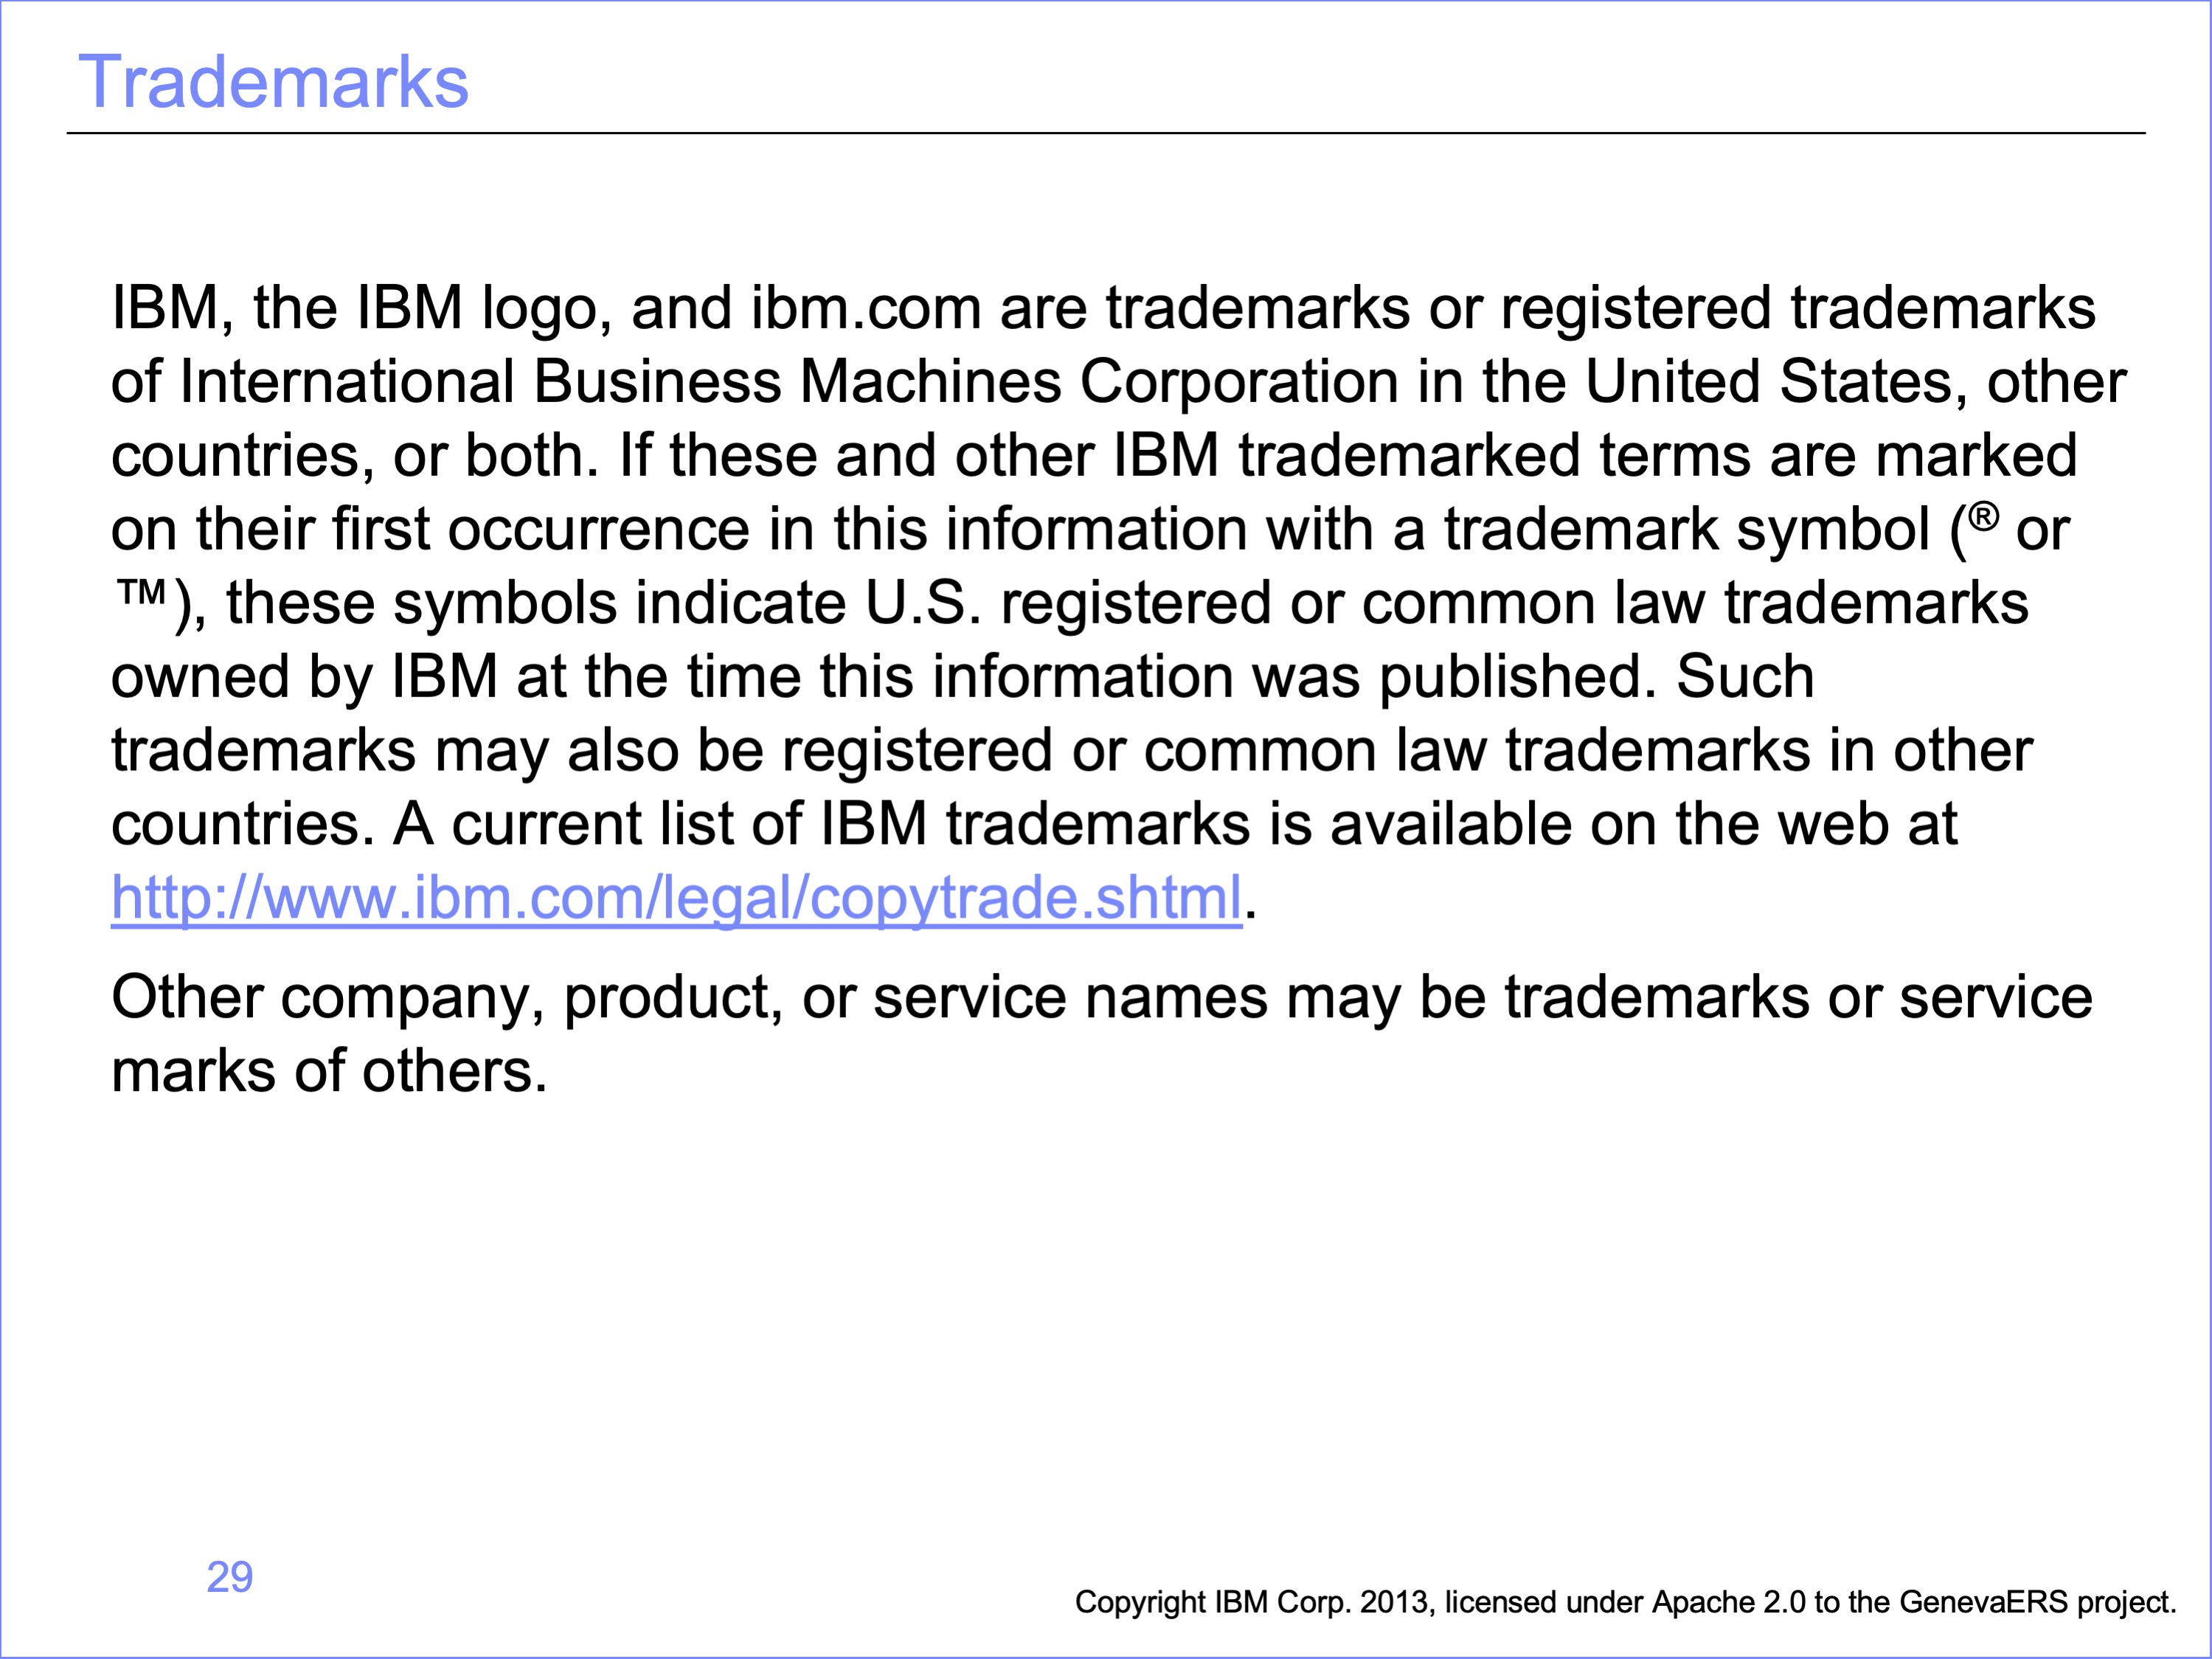 Trademarks
IBM, the IBM logo, and ibm.com are trademarks or registered trademarks
of International Business Machines Corporation in the United States, other
countries, or both. If these and other IBM trademarked terms are marked
on their first occurrence in this information with a trademark symbol (® or
™), these symbols indicate U.S. registered or common law trademarks
owned by IBM at the time this information was published. Such
trademarks may also be registered or common law trademarks in other
countries. A current list of IBM trademarks is available on the web at
http://www.ibm.com/legal/copytrade.shtml.
Other company, product, or service names may be trademarks or service
marks of others.
29
Copyright IBM Corp. 2013, licensed under Apache 2.0 to the GenevaERS project.